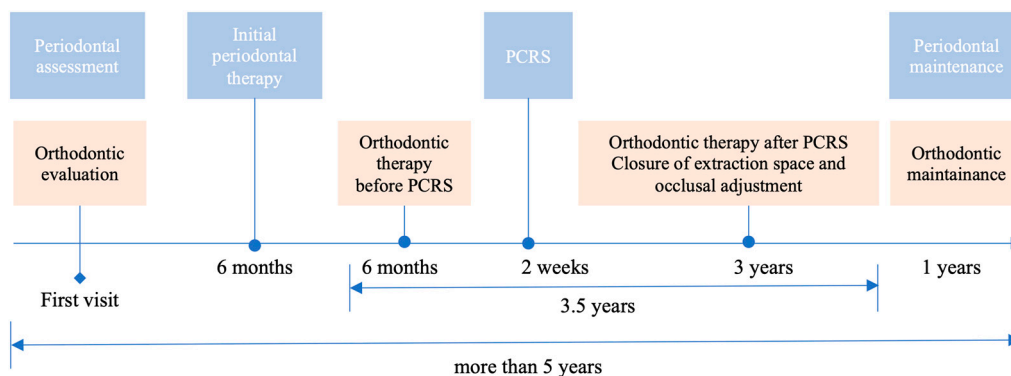 Periodontal
assessment
Initial
periodontal
therapy
PCRS
Periodontal
maintenance
Orthodontic
evaluation
Orthodontic
therapy
before PCRS
Orthodontic therapy after PCRS
Closure of extraction space and
occlusal adjustment
Orthodontic
maintainance
6 months
6 months
2 weeks
3 years
1 years
First visit
3.5 years
more than 5 years